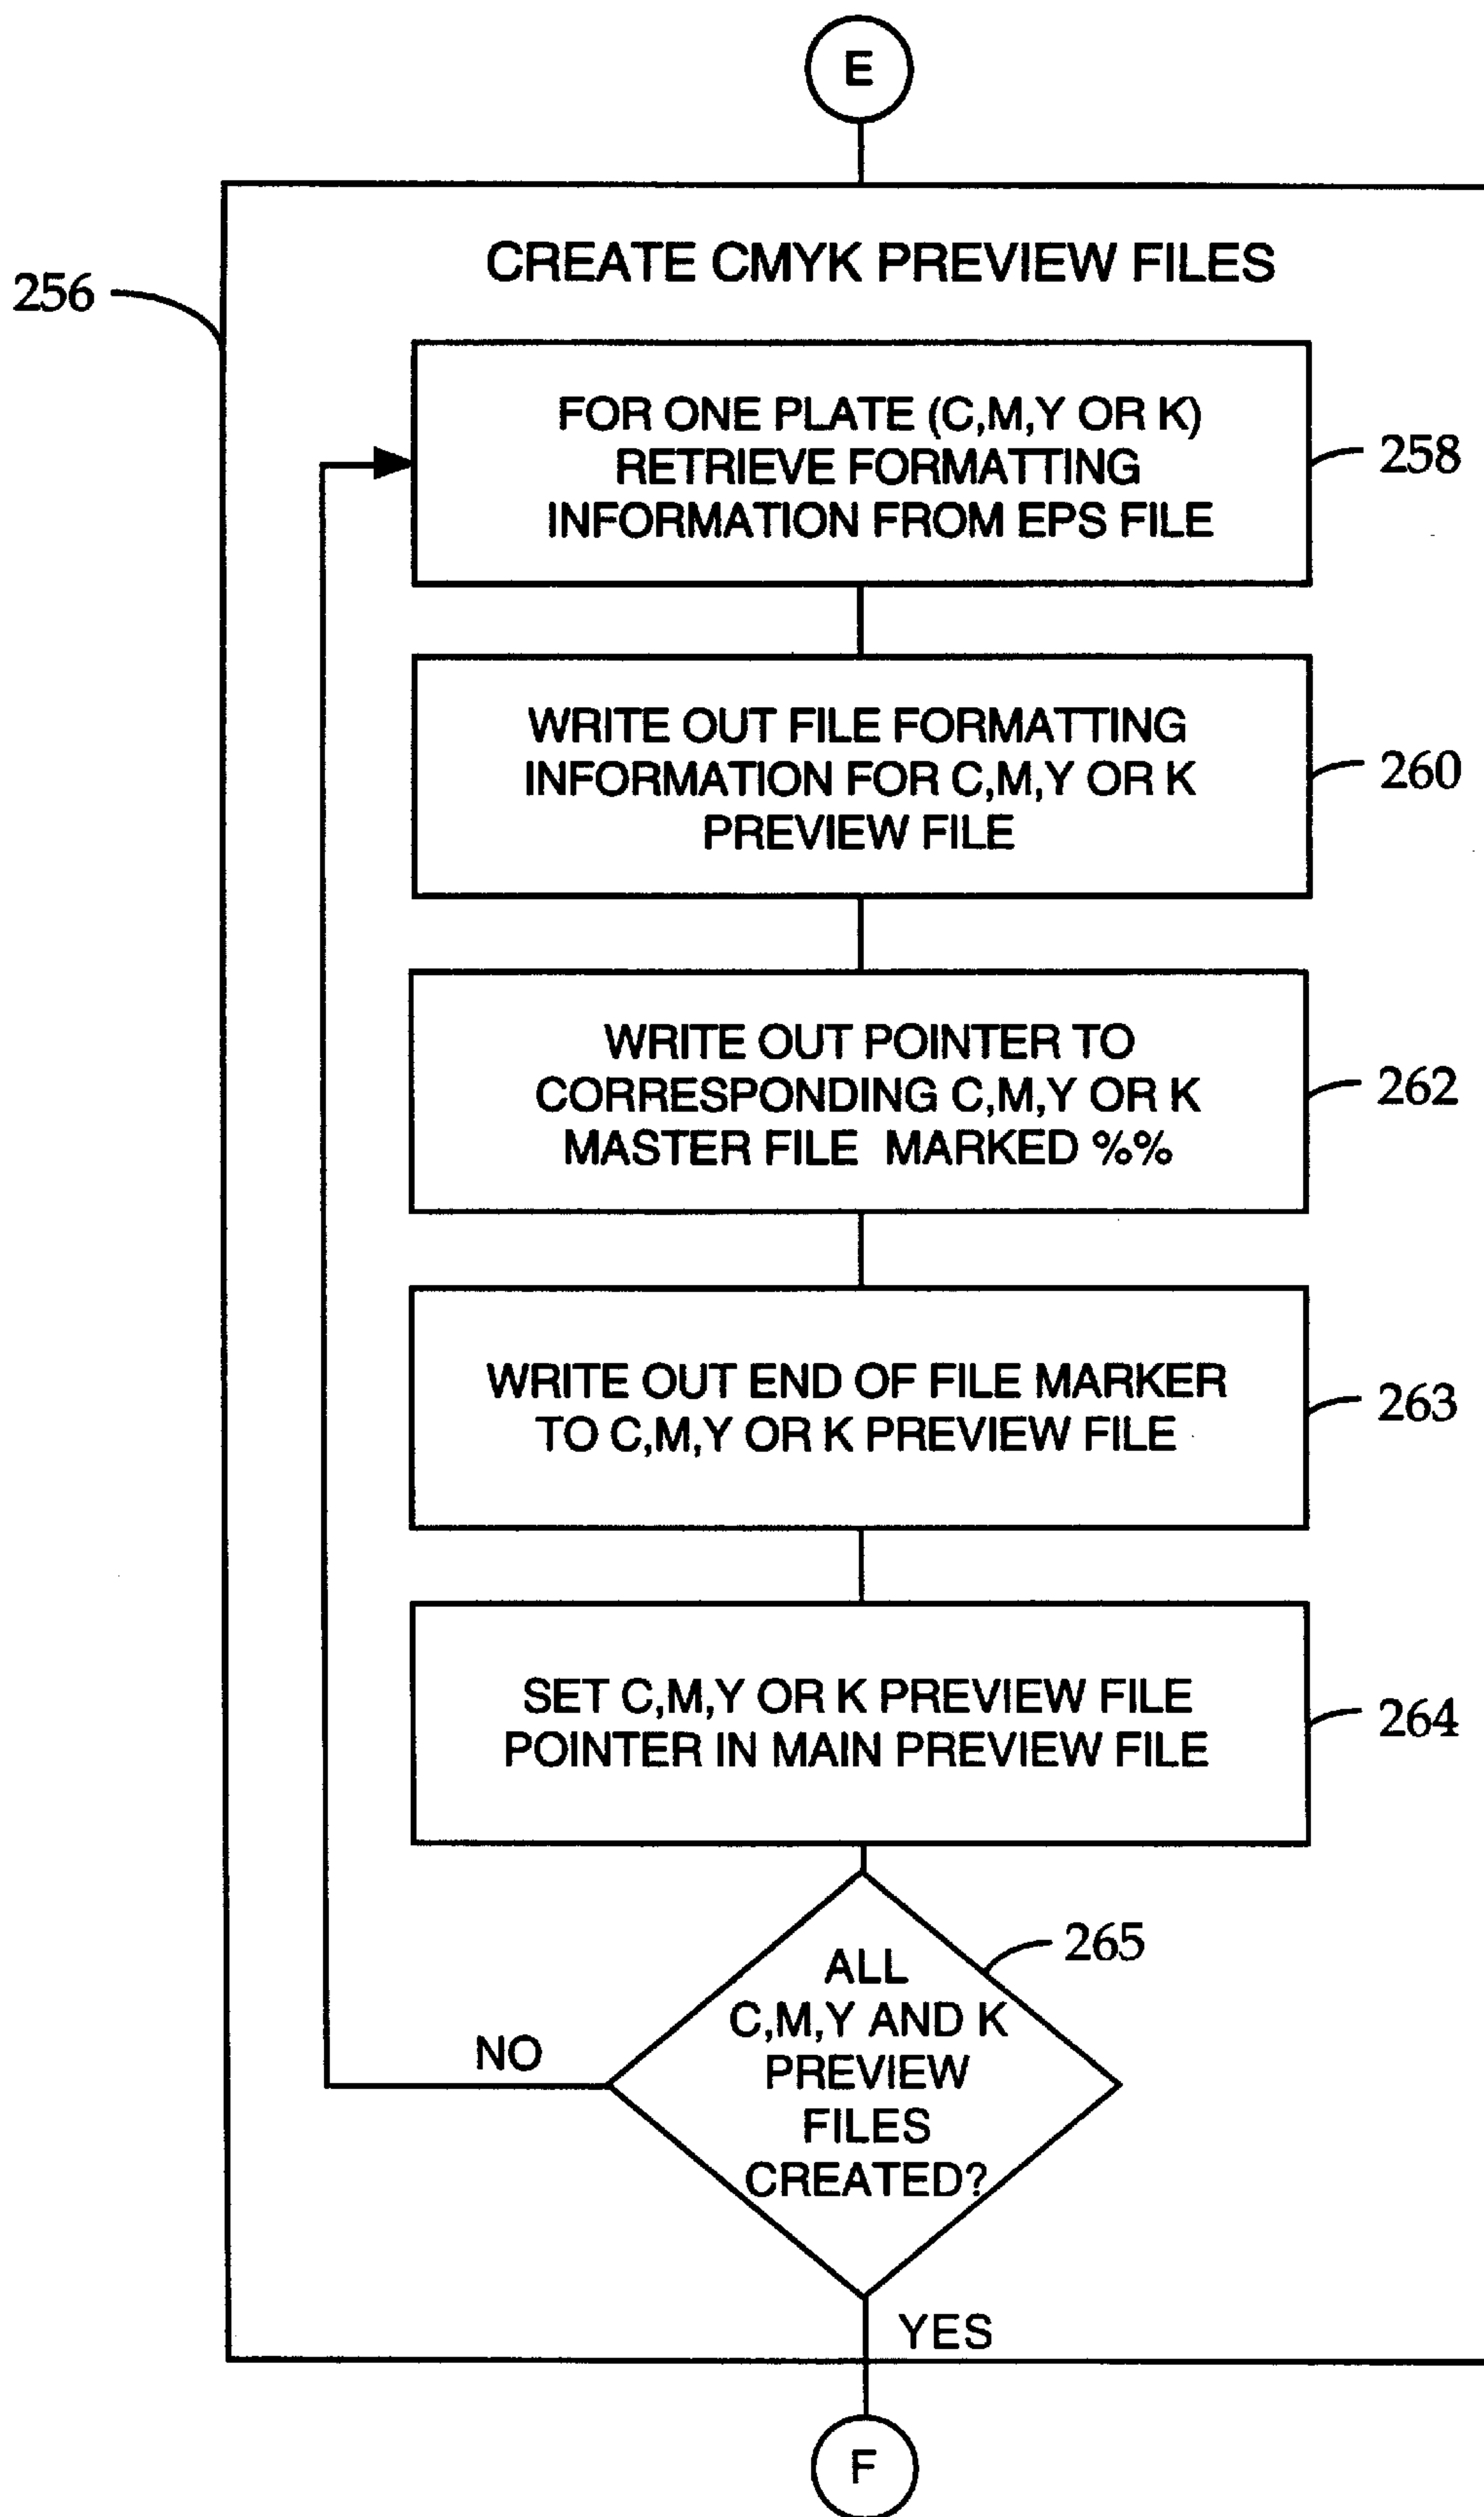 E
CREATE CMYK PREVIEW FILES
256
FOR ONE PLATE (C,M,Y OR K)
RETRIEVE FORMATTING
INFORMATION FROM EPS FILE
258
WRITE OUT FILE FORMATTING
INFORMATION FOR C,M,Y OR K
PREVIEW FILE
260
WRITE OUT POINTER TO
CORRESPONDING C,M,Y OR K
MASTER FILE MARKED %%
262
WRITE OUT END OF FILE MARKER
TO C,M,Y OR K PREVIEW FILE
263
SET C,M,Y OR K PREVIEW FILE
POINTER IN MAIN PREVIEW FILE
264
265
ALL
C,M,Y AND K
PREVIEW
FILES
CREATED?
NO
YES
F